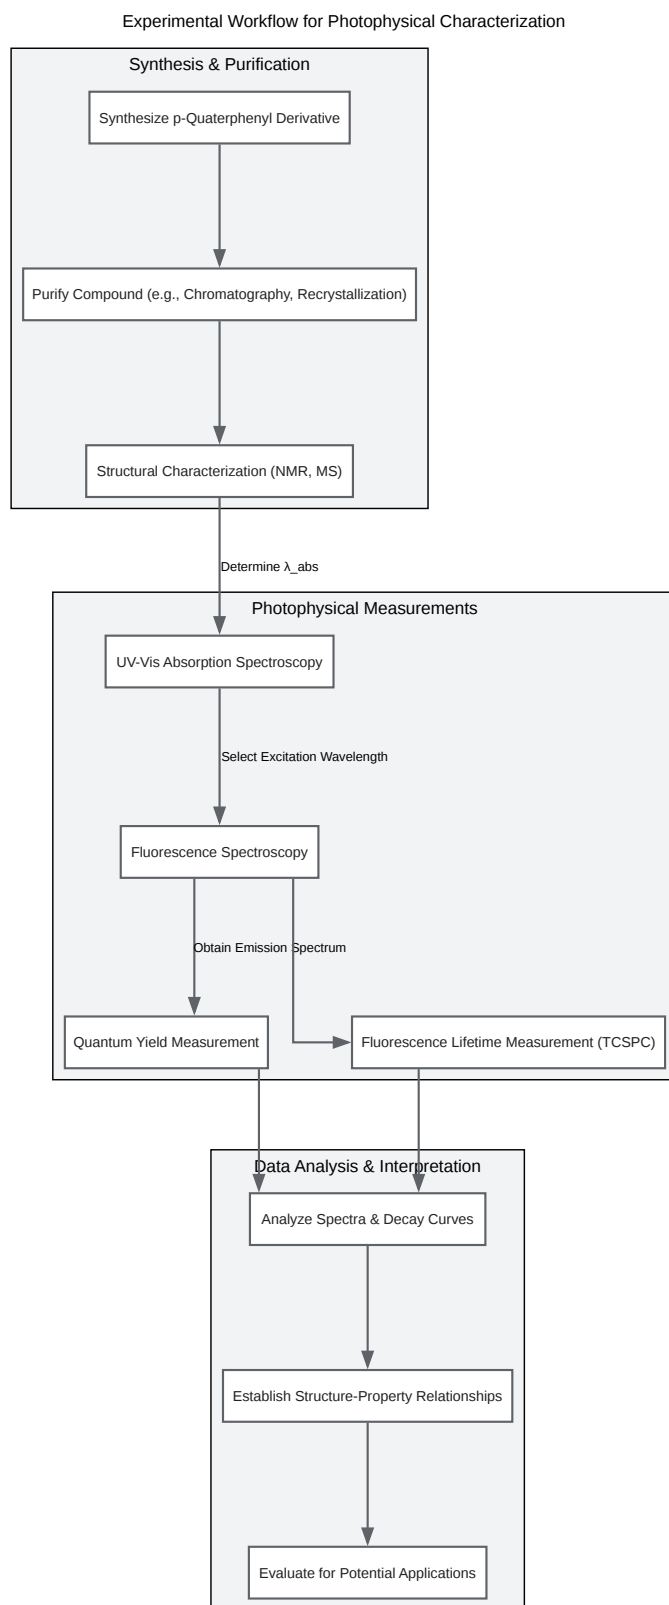 Experimental Workflow for Photophysical Characterization
Synthesis & Purification
Synthesize p-Quaterphenyl Derivative
Purify Compound (e.g., Chromatography, Recrystallization)
Structural Characterization (NMR, MS)
Determine λ_abs
Photophysical Measurements
UV-Vis Absorption Spectroscopy
Select Excitation Wavelength
Fluorescence Spectroscopy
Obtain Emission Spectrum
Quantum Yield Measurement
Fluorescence Lifetime Measurement (TCSPC)
Data Analysis & Interpretation
Analyze Spectra & Decay Curves
Establish Structure-Property Relationships
Evaluate for Potential Applications